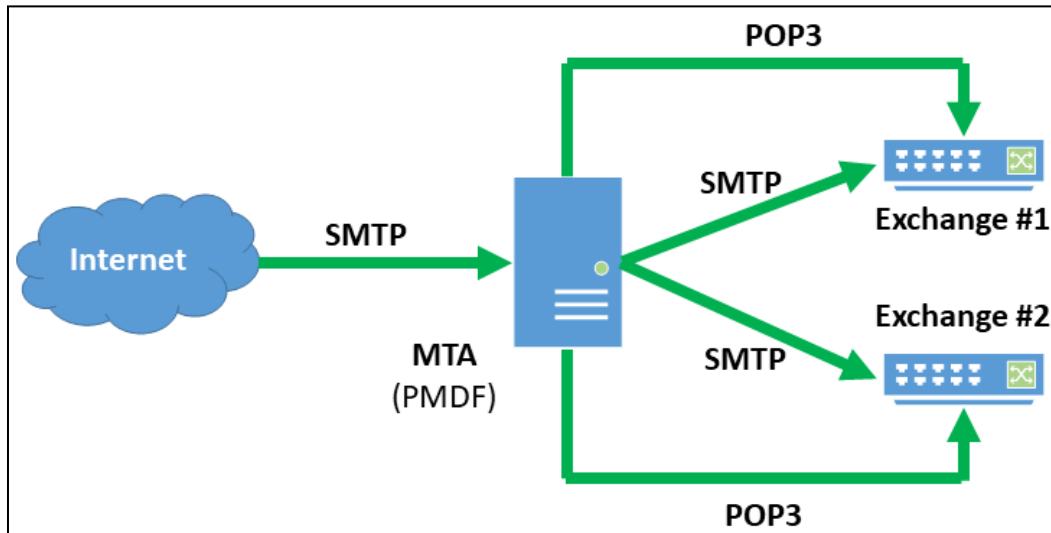 POP3
SMTP
Exchange #1
SMTP
Internet
Exchange #2
SMTP
MTA
(PMDF)
POP3